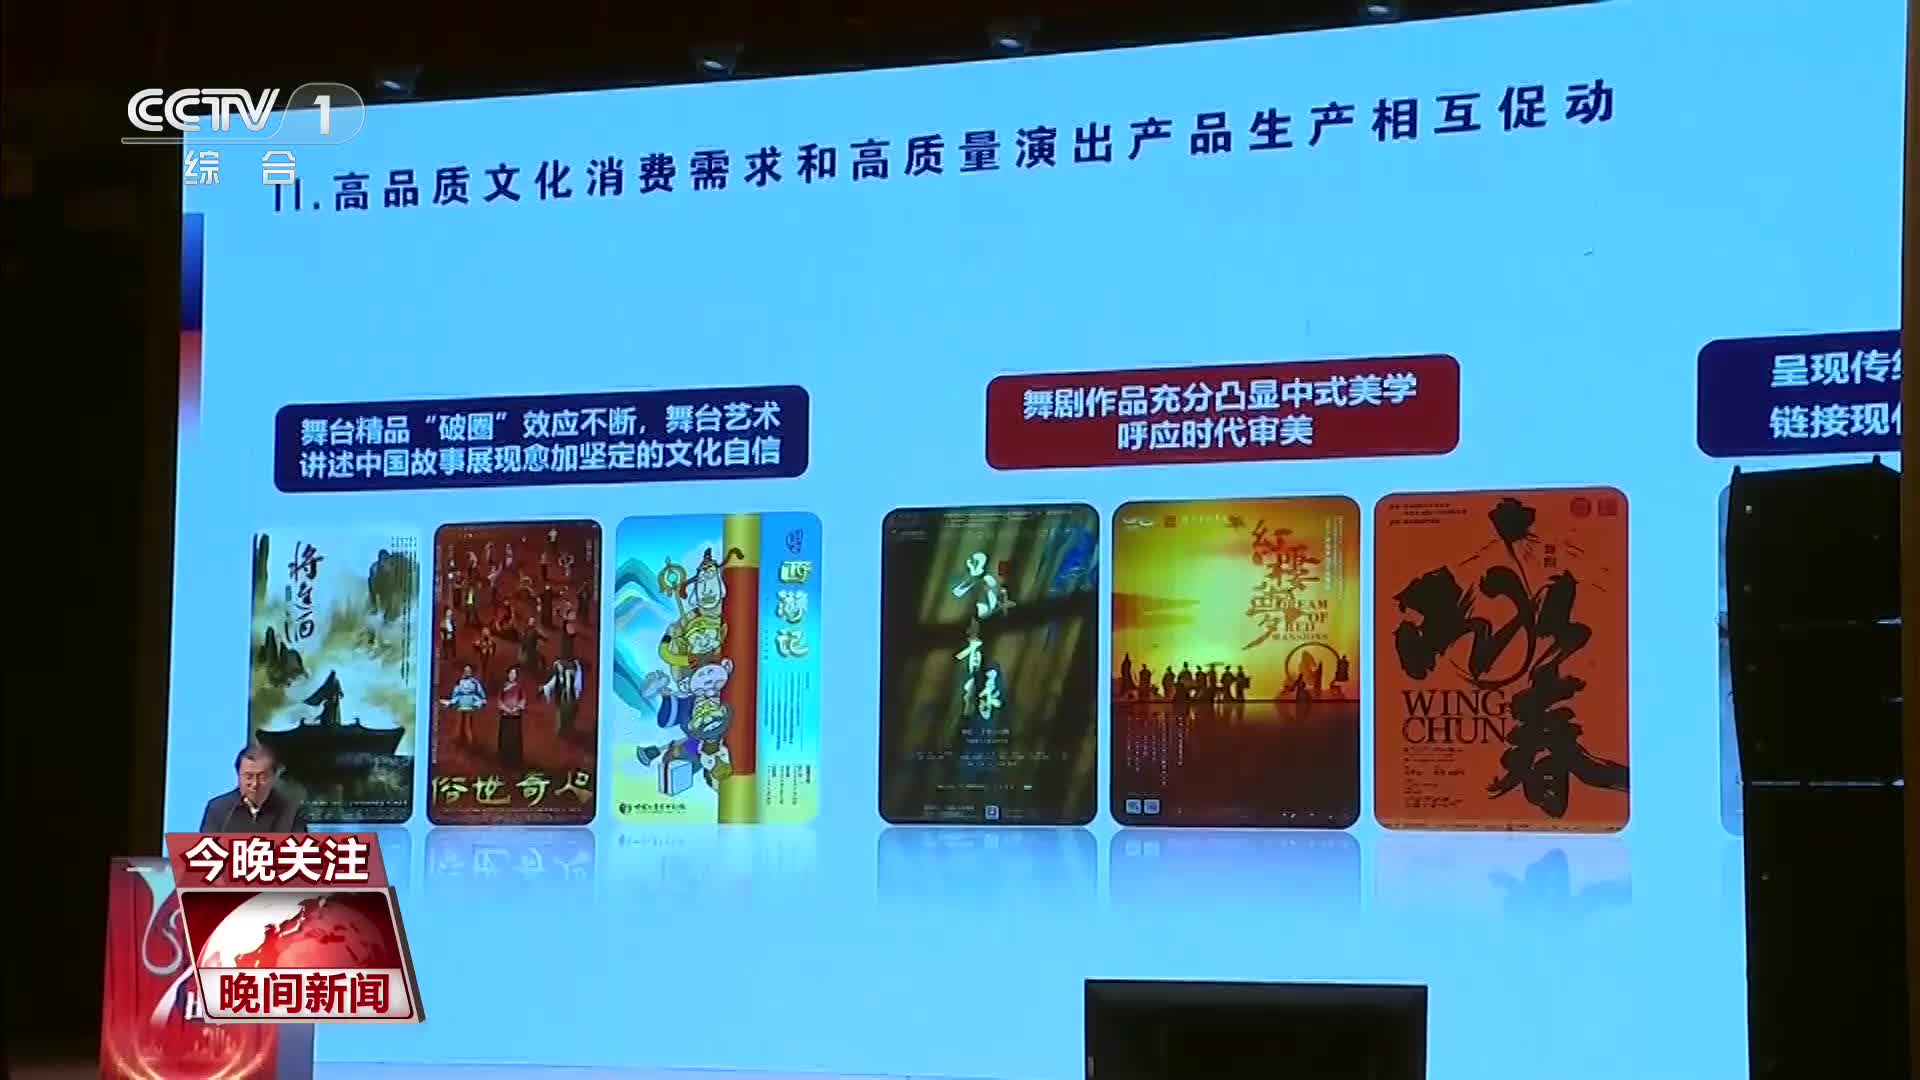 CCTV 1
综合
11.高品质文化消费需求和高质量演出产品生产相互促动
舞台精品“破圈”效应不断，舞台艺术
讲述中国故事展现愈加坚定的文化自信
舞剧作品充分凸显中式美学
呼应时代审美
呈现传
链接现
将进酒
俗世奇人
西游记
只此青绿
红楼梦
DREAM
OF
RED
MANSIONS
咏春
WING
CHUN
今晚关注
晚间新闻